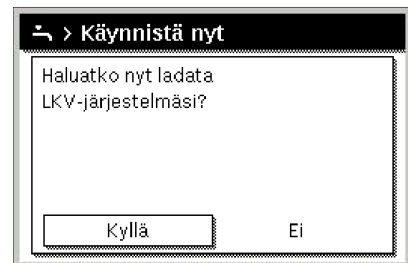 > Käynnistä nyt
Haluatko nyt ladata
LKV-järjestelmäsi?
Kyllä Ei